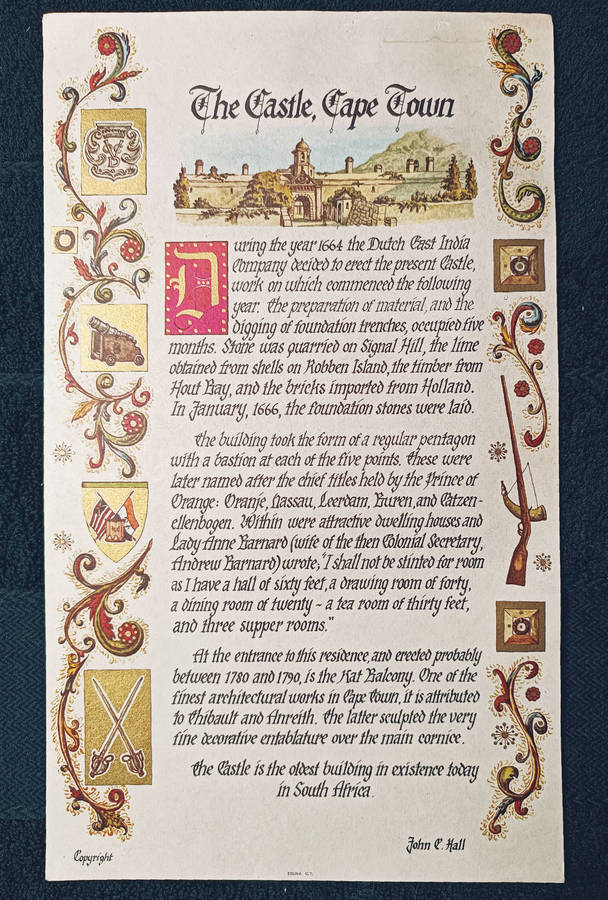 The Castle, Cape Town
During the year 1664 the Dutch East India
Company decided to erect the present Castle,
work on which commenced the following
year. The preparation of material, and the
digging of foundation trenches, occupied five
months. Stone was quarried on Signal Hill, the lime
obtained from shells on Robben Island, the timber from
Hout Bay, and the bricks imported from Holland.
In January, 1666, the foundation stones were laid.
The building took the form of a regular pentagon
with a bastion at each of the five points. These were
later named after the chief titles held by the Prince of
Orange: Oranje, Nassau, Leerdam, Buren, and Catzen-
ellenbogen. Within were attractive dwelling houses and
Lady Anne Barnard (wife of the then Colonial Secretary,
Andrew Barnard) wrote; "I shall not be stinted for room
as I have a hall of sixty feet, a drawing room of forty,
a dining room of twenty - a tea room of thirty feet,
and three supper rooms."
At the entrance to this residence, and erected probably
between 1780 and 1790, is the Kat Balcony. One of the
finest architectural works in Cape Town, it is attributed
to Thibault and Anreith. The latter sculpted the very
fine decorative entablature over the main cornice.
The Castle is the oldest building in existence today
in South Africa.
John C. Hall
Copyright